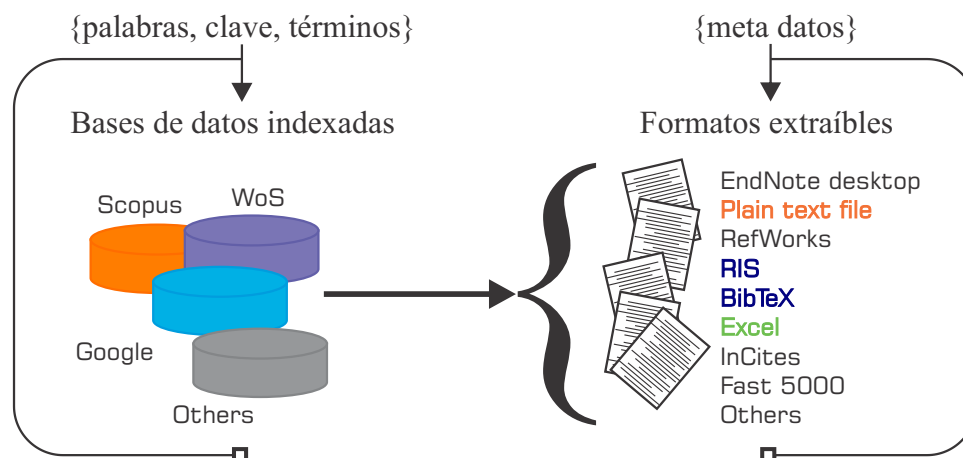 {palabras, clave, términos}
Bases de datos indexadas
Scopus
WoS
Google
Others
{meta datos}
Formatos extraíbles
EndNote desktop
Plain text file
RefWorks
RIS
BibTeX
Excel
InCites
Fast 5000
Others